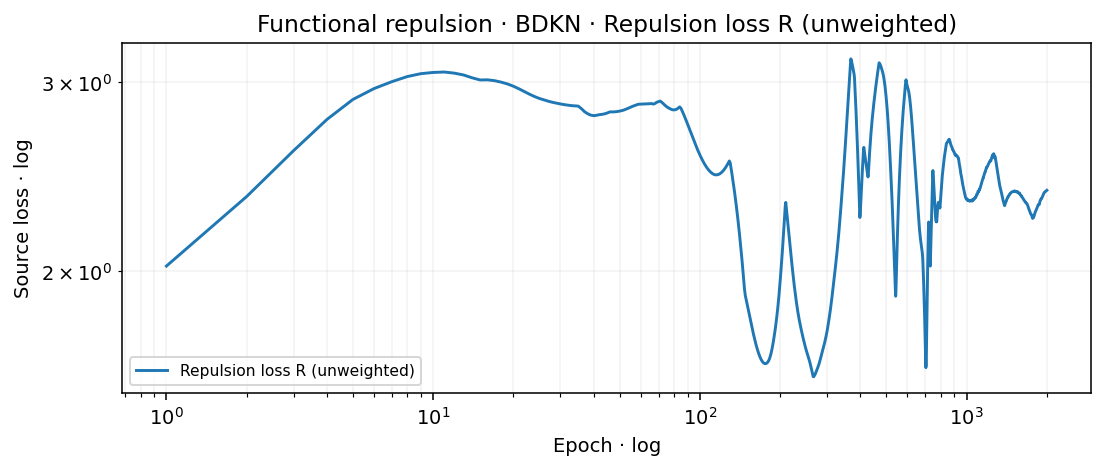 Functional repulsion · BDKN · Repulsion loss R (unweighted)
Source loss · log
3 × 10⁰
2 × 10⁰
Repulsion loss R (unweighted)
10⁰
10¹
10²
10³
Epoch · log